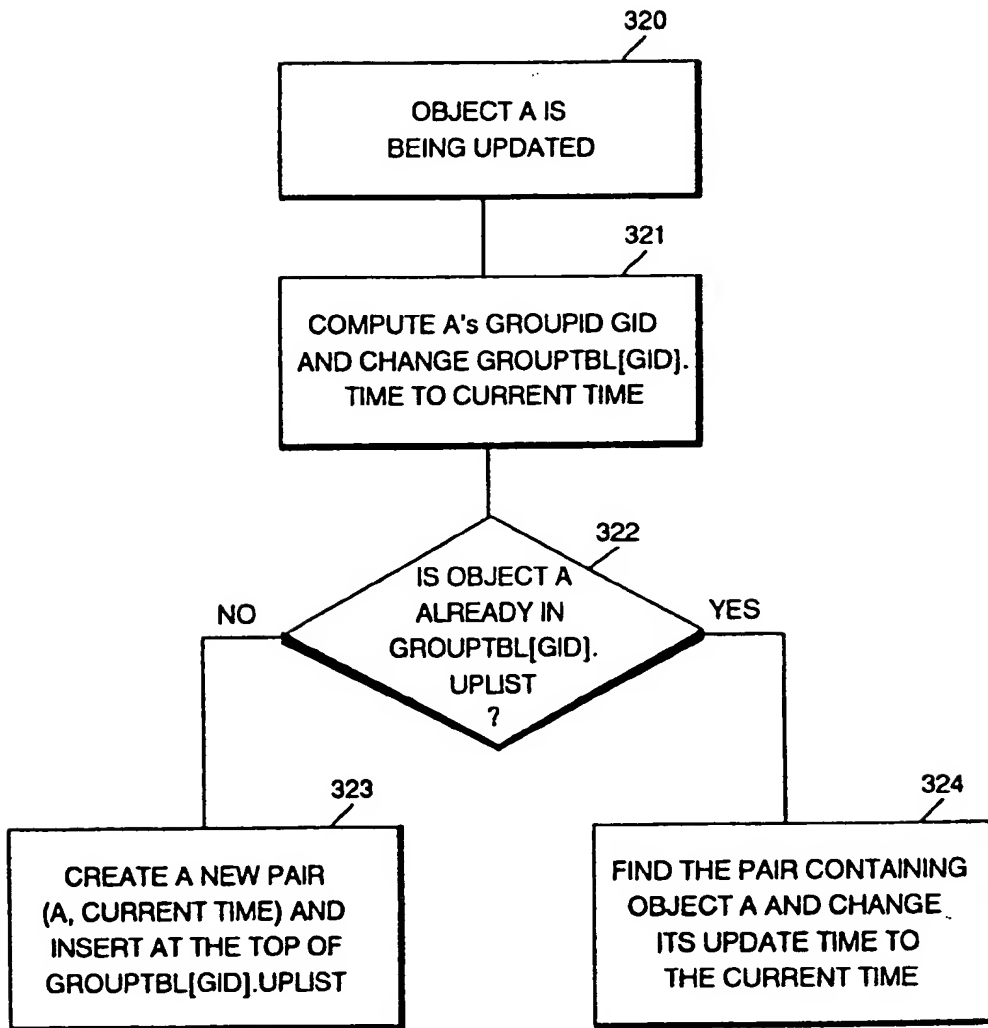 320
OBJECT A IS
BEING UPDATED
321
COMPUTE A's GROUPID GID
AND CHANGE GROUPTBL[GID].
TIME TO CURRENT TIME
322
IS OBJECT A
ALREADY IN
GROUPTBL[GID].
UPLIST
?
NO
YES
323
CREATE A NEW PAIR
(A, CURRENT TIME) AND
INSERT AT THE TOP OF
GROUPTBL[GID].UPLIST
324
FIND THE PAIR CONTAINING
OBJECT A AND CHANGE
ITS UPDATE TIME TO
THE CURRENT TIME